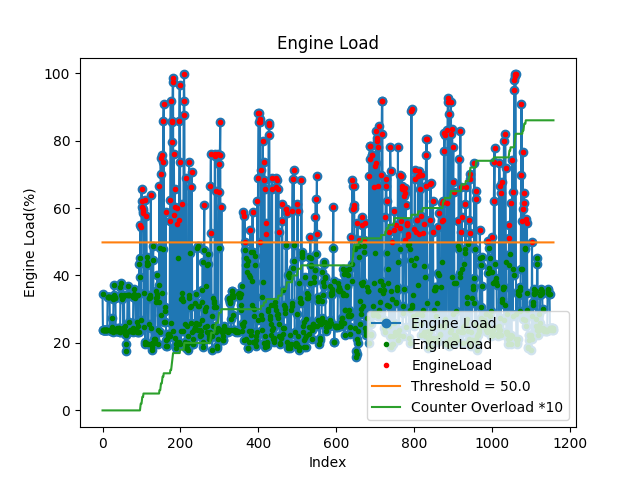 Engine Load
Engine Load(%)
100
80
60
40
20
0
0 200 400 600 800 1000 1200
Index
Engine Load
EngineLoad
EngineLoad
Threshold = 50.0
Counter Overload *10